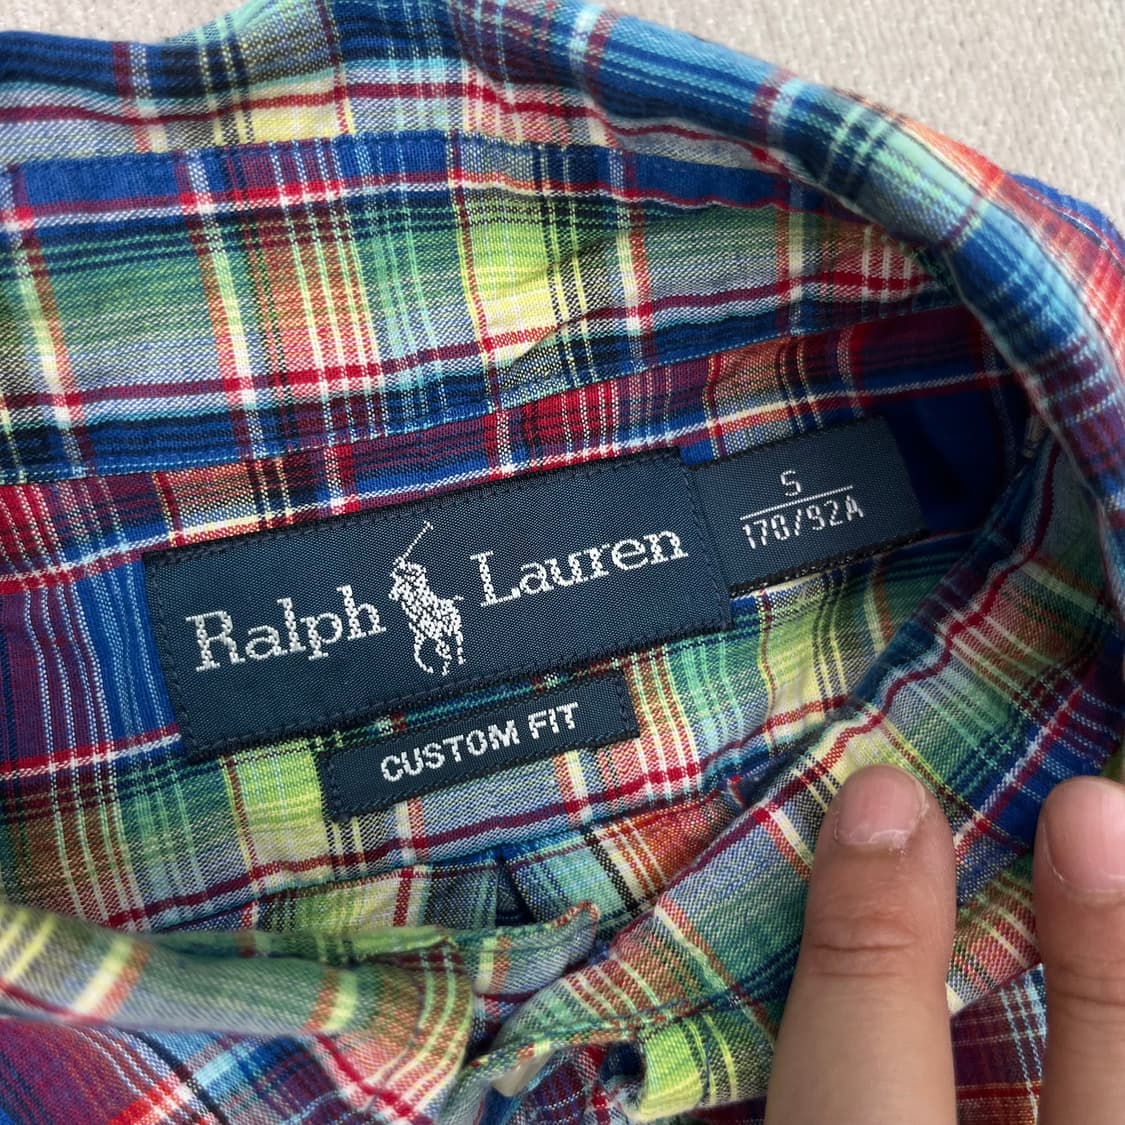 Ralph Lauren
S
170/92A
CUSTOM FIT